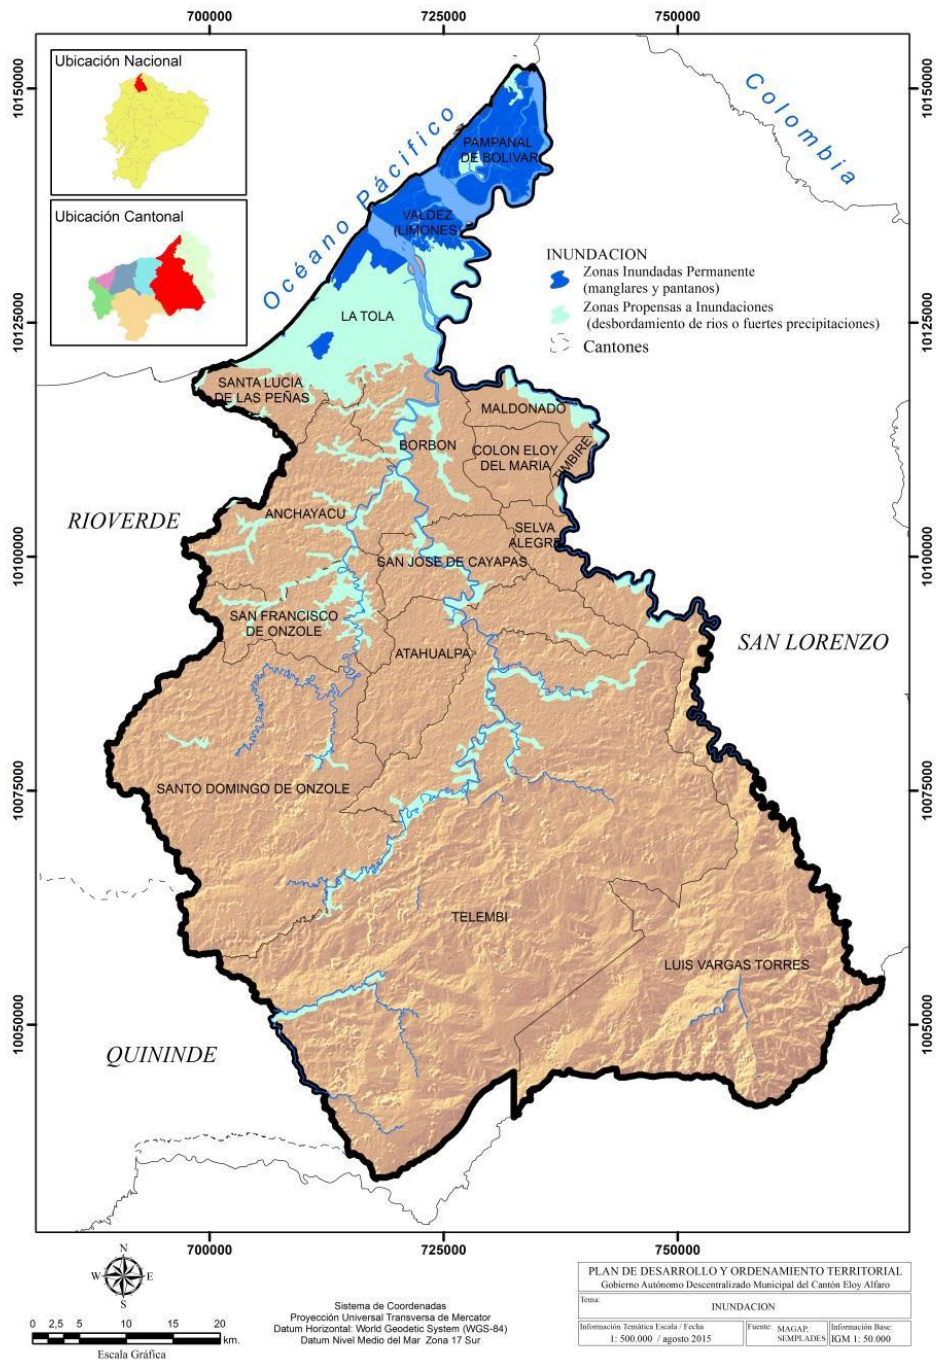 700000
725000
750000
10150000
10150000
Ubicación Nacional
Océano Pácifico
Colombia
PAMPANAL
DE BOLIVAR
Ubicación Cantonal
VALDEZ
(LIMONES)
INUNDACION
Zonas Inundadas Permanente
(manglares y pantanos)
Zonas Propensas a Inundaciones
(desbordamiento de rios o fuertes precipitaciones)
Cantones
10125000
10125000
LA TOLA
SANTA LUCIA
DE LAS PEÑAS
MALDONADO
BORBON
COLON ELOY
DEL MARIA
TIMBIRE
RIOVERDE
ANCHAYACU
SELVA
ALEGRE
10100000
10100000
SAN JOSE DE CAYAPAS
SAN FRANCISCO
DE ONZOLE
SAN LORENZO
ATAHUALPA
10075000
10075000
SANTO DOMINGO DE ONZOLE
TELEMBI
LUIS VARGAS TORRES
10050000
10050000
QUININDE
700000
725000
750000
N
W
E
S
0 2,5 5 10 15 20
km.
Escala Gráfica
Sistema de Coordenadas
Proyección Universal Transversa de Mercator
Datum Horizontal: World Geodetic System (WGS-84)
Datum Nivel Medio del Mar Zona 17 Sur
PLAN DE DESARROLLO Y ORDENAMIENTO TERRITORIAL
Gobierno Autónomo Descentralizado Municipal del Cantón Eloy Alfaro
Tema:
INUNDACION
Información Temática Escala / Fecha
1: 500.000 / agosto 2015
Fuente: MAGAP,
SEMPLADES
Información Base:
IGM 1: 50.000